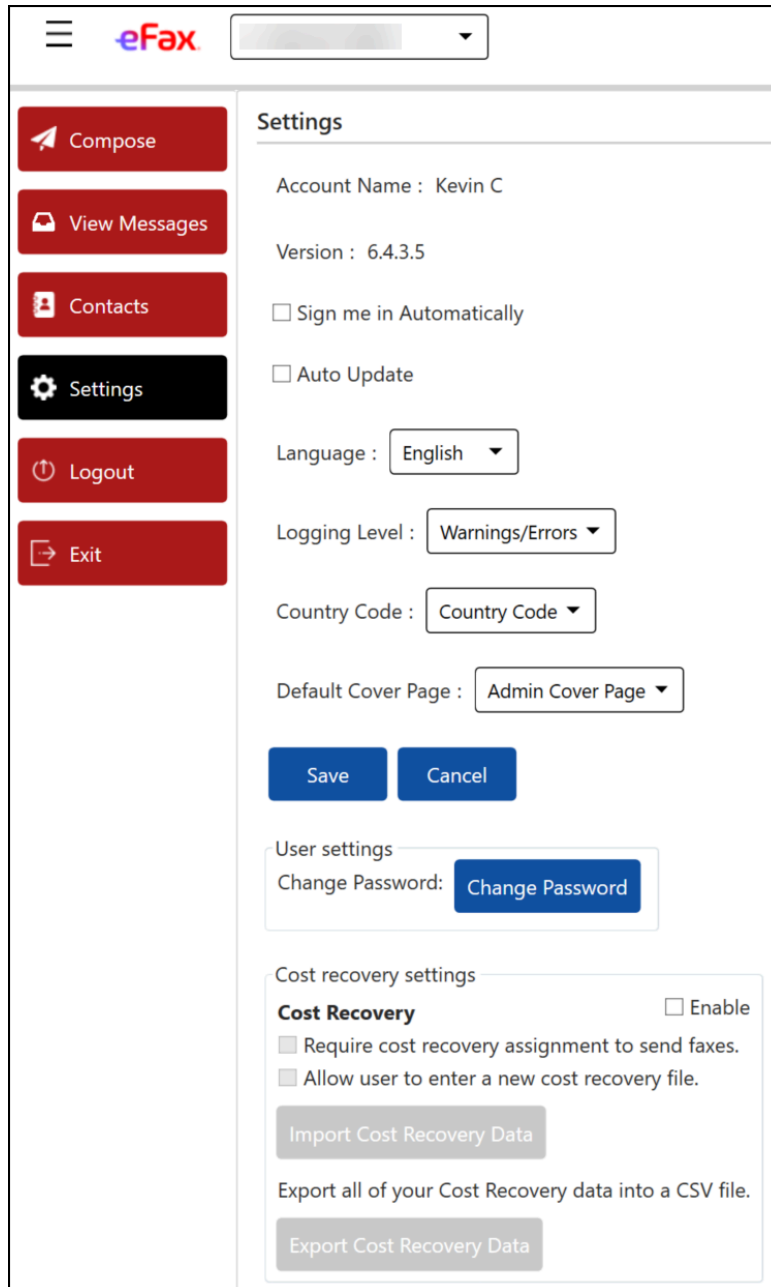 eFax
Compose
View Messages
Contacts
Settings
Logout
Exit
Settings
Account Name : Kevin C
Version : 6.4.3.5
Sign me in Automatically
Auto Update
Language : English
Logging Level : Warnings/Errors
Country Code : Country Code
Default Cover Page : Admin Cover Page
Save Cancel
User settings
Change Password: Change Password
Cost recovery settings
Cost Recovery Enable
Require cost recovery assignment to send faxes.
Allow user to enter a new cost recovery file.
Import Cost Recovery Data
Export all of your Cost Recovery data into a CSV file.
Export Cost Recovery Data